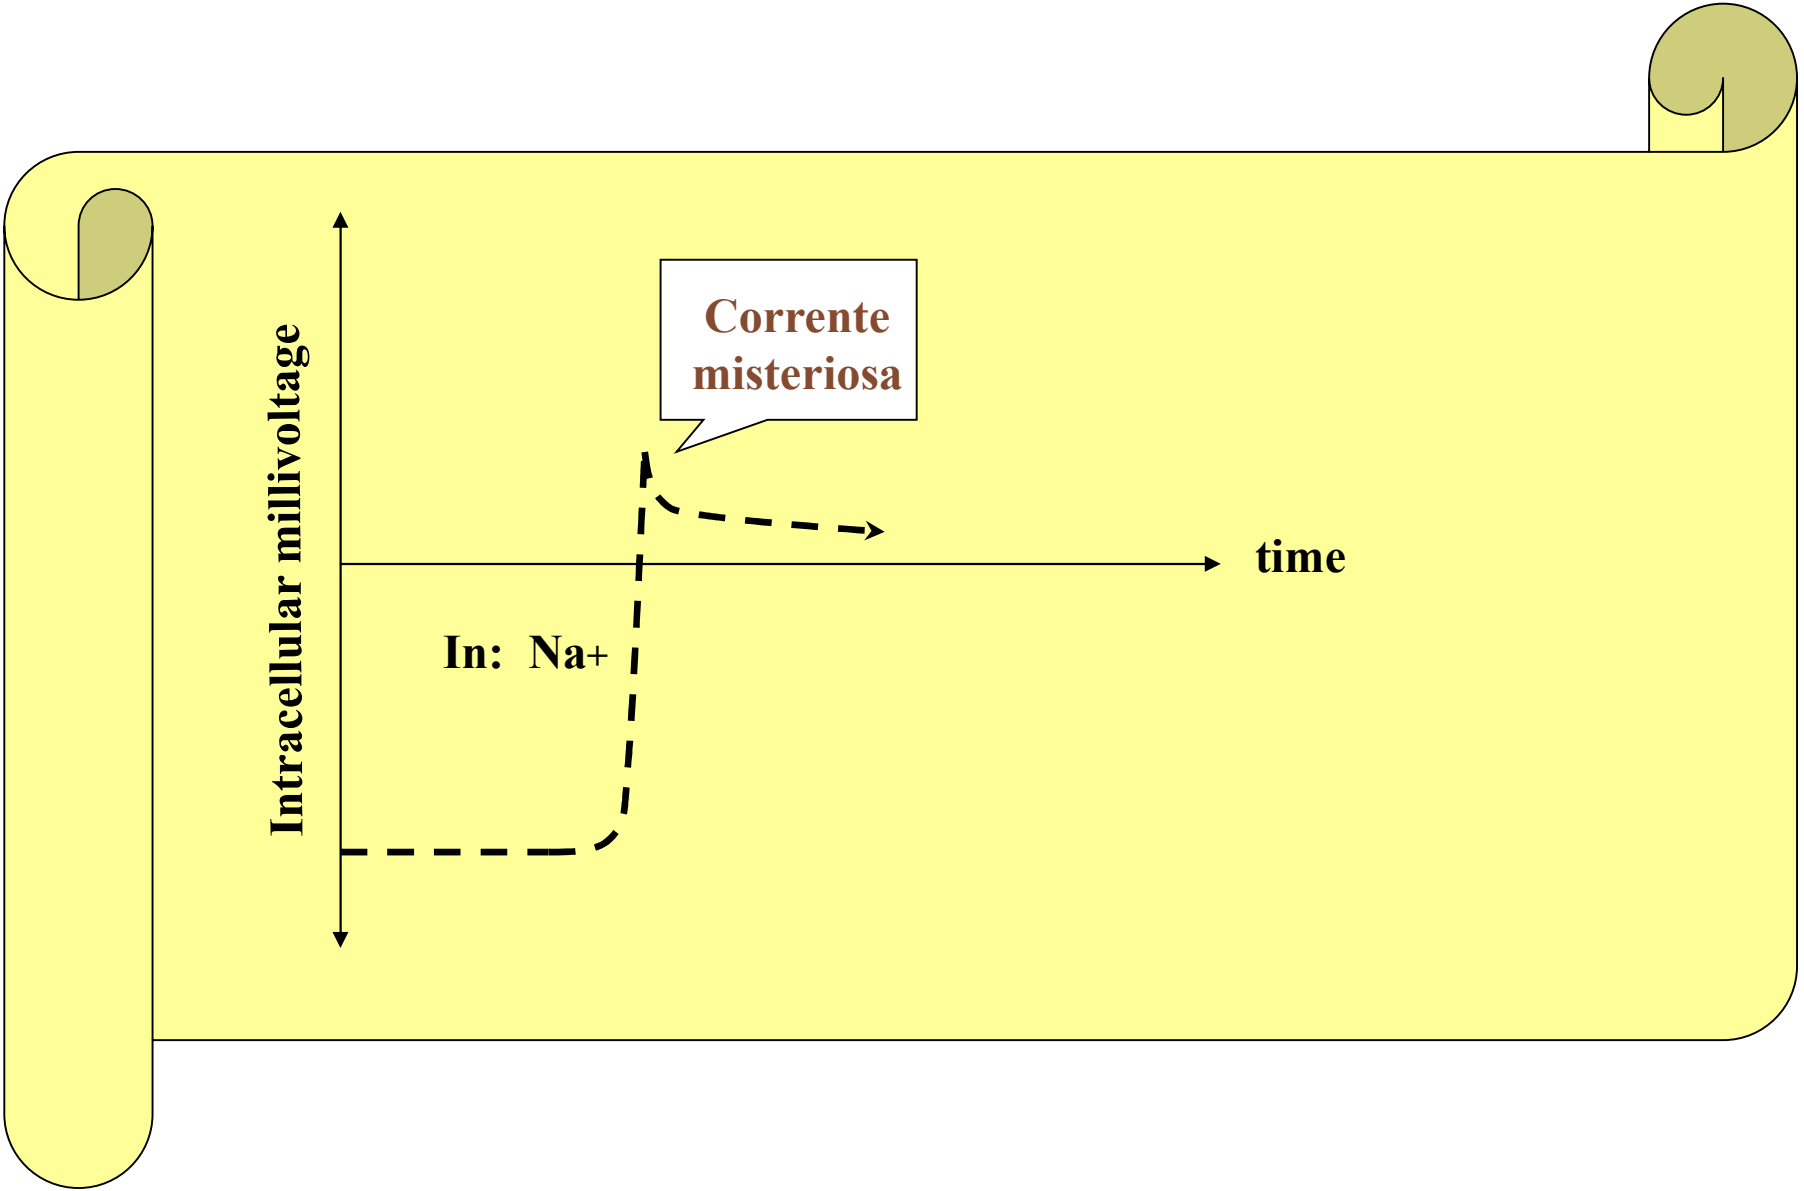 Corrente
misteriosa
Intracellular millivoltage
time
In: Na+